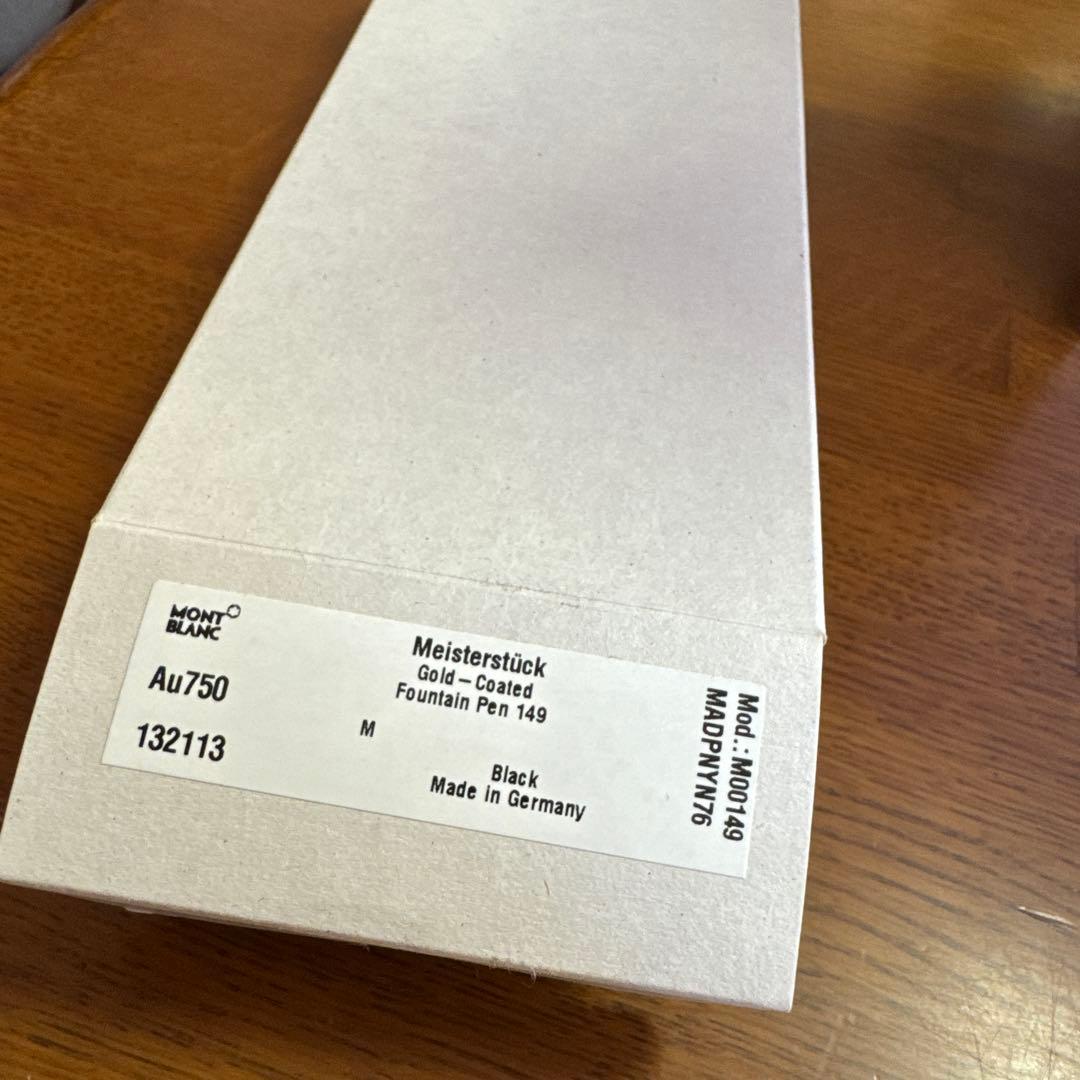 MONT
BLANC
Au750
132113
Meisterstück
Gold-Coated
Fountain Pen 149
M
Black
Made in Germany
Mod.: M00149
MADPNYN76